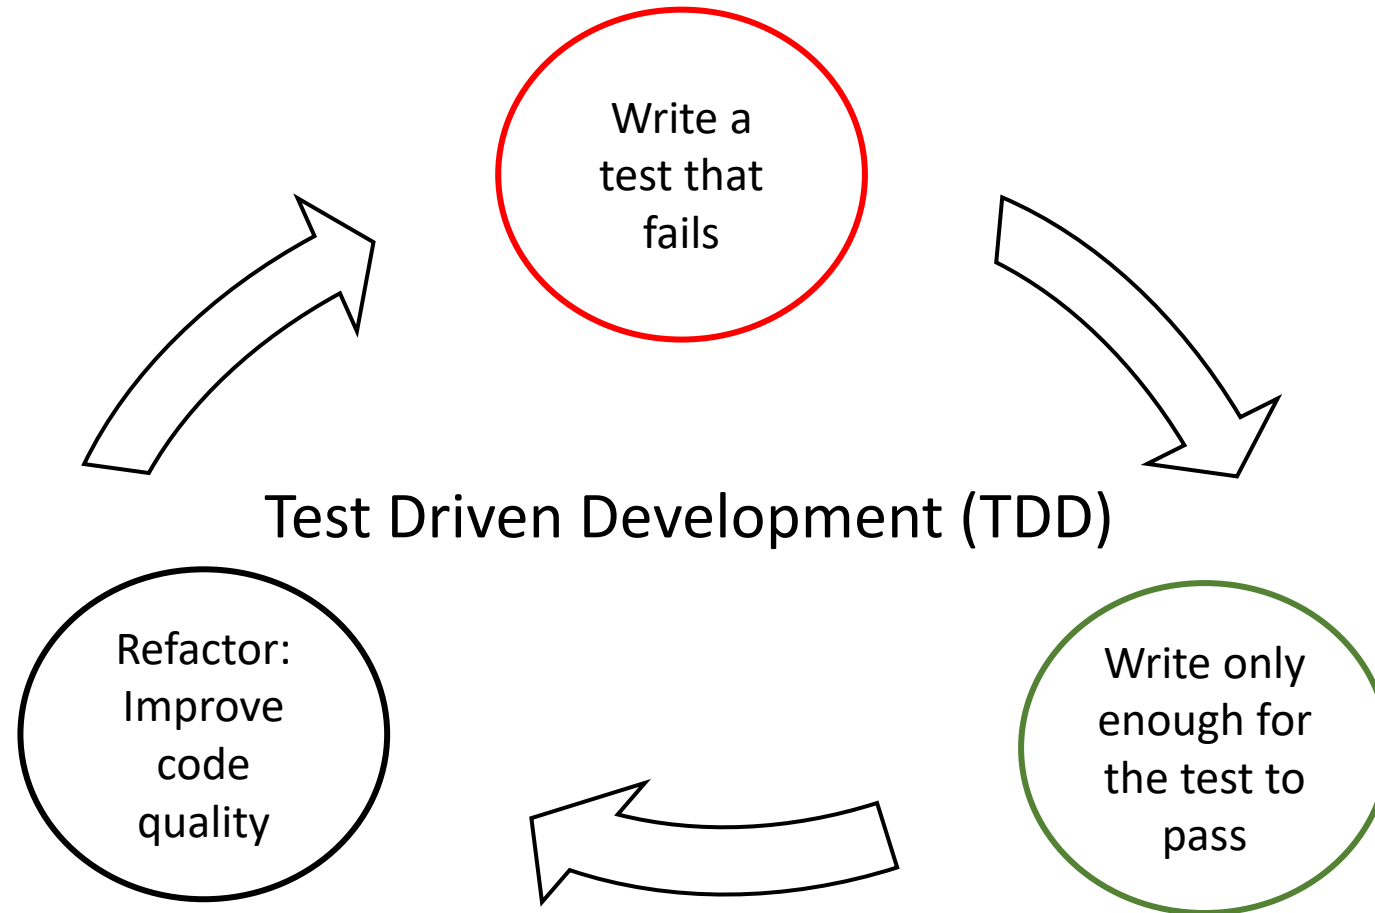 Write a
test that
fails
Test Driven Development (TDD)
Refactor:
Improve
code
quality
Write only
enough for
the test to
pass